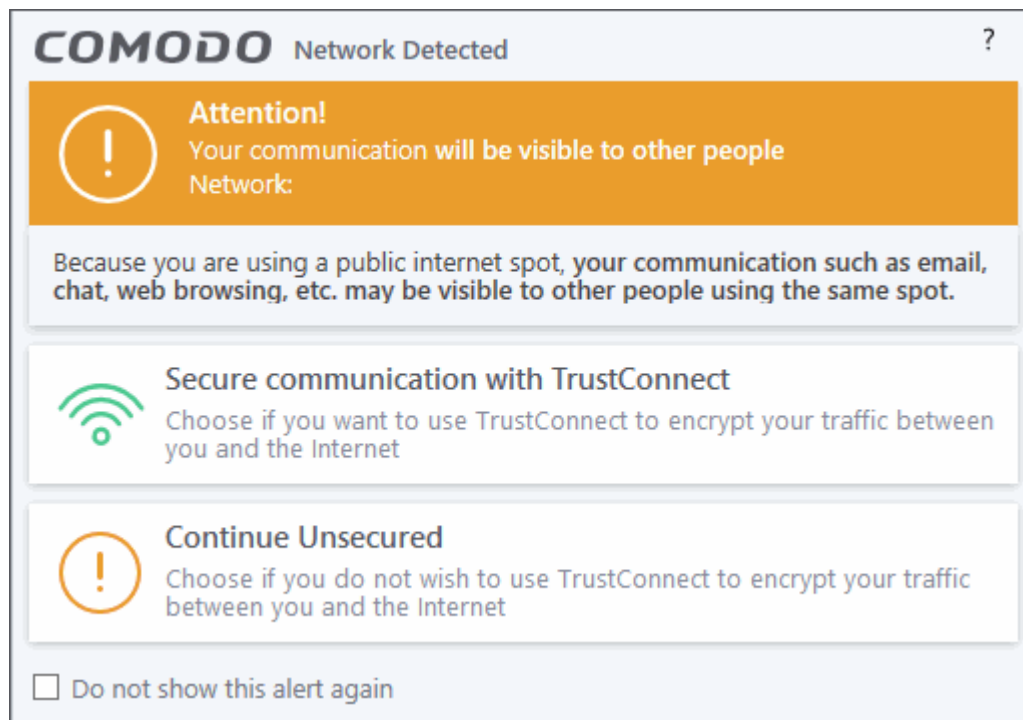 COMODO Network Detected ?
Attention!
Your communication will be visible to other people
Network:
Because you are using a public internet spot, your communication such as email,
chat, web browsing, etc. may be visible to other people using the same spot.
Secure communication with TrustConnect
Choose if you want to use TrustConnect to encrypt your traffic between
you and the Internet
Continue Unsecured
Choose if you do not wish to use TrustConnect to encrypt your traffic
between you and the Internet
Do not show this alert again